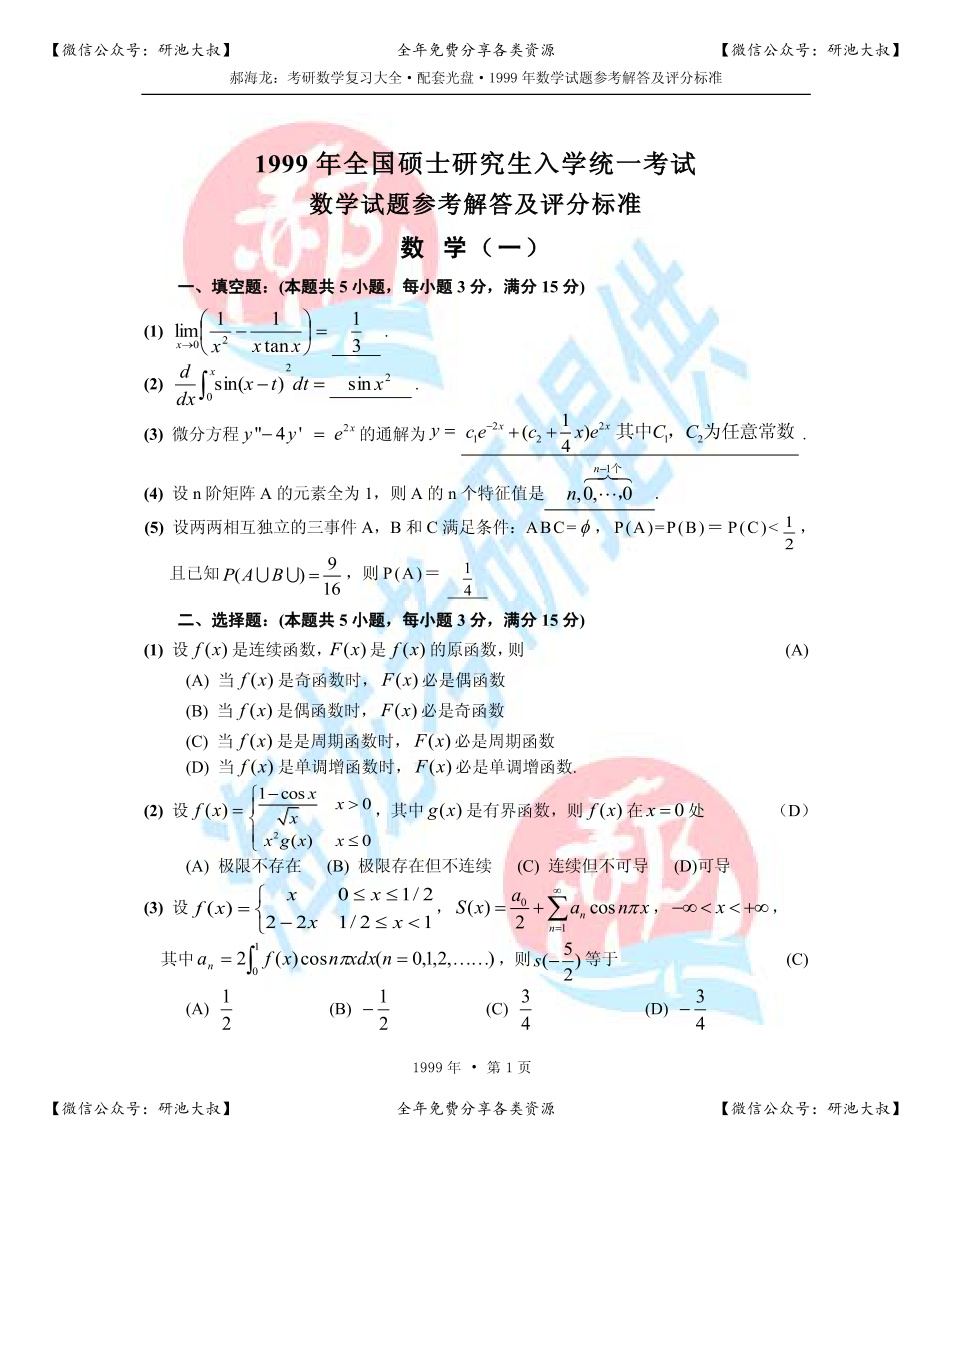 【微信公众号：研池大叔】 全年免费分享各类资源 【微信公众号：研池大叔】
郝海龙：考研数学复习大全·配套光盘·1999 年数学试题参考解答及评分标准
1999 年全国硕士研究生入学统一考试
数学试题参考解答及评分标准
数 学（一）
一、填空题：(本题共 5 小题，每小题 3 分，满分 15 分)
(1) lim_{x→0}(1/x² − 1/(x tan x)) = 1/3 .
(2) d/dx ∫₀ˣ sin(x − t)² dt = sin x² .
(3) 微分方程 y"− 4y' = e^{2x} 的通解为 y = c₁e^{−2x} + (c₂ + 1/4 x)e^{2x} 其中C₁，C₂为任意常数 .
(4) 设 n 阶矩阵 A 的元素全为 1，则 A 的 n 个特征值是 n, 0, ⋯, 0 (n−1个) .
(5) 设两两相互独立的三事件 A，B 和 C 满足条件：ABC=ϕ，P(A)=P(B)＝P(C)< 1/2，
且已知 P(A∪B∪) = 9/16，则 P(A)＝ 1/4
二、选择题：(本题共 5 小题，每小题 3 分，满分 15 分)
(1) 设 f(x) 是连续函数, F(x) 是 f(x) 的原函数, 则 (A)
(A) 当 f(x) 是奇函数时，F(x) 必是偶函数
(B) 当 f(x) 是偶函数时，F(x) 必是奇函数
(C) 当 f(x) 是是周期函数时，F(x) 必是周期函数
(D) 当 f(x) 是单调增函数时，F(x) 必是单调增函数.
(2) 设 f(x) = { (1−cos x)/√x x > 0 ; x²g(x) x ≤ 0 ，其中 g(x) 是有界函数，则 f(x) 在 x = 0 处 （D）
(A) 极限不存在 (B) 极限存在但不连续 (C) 连续但不可导 (D)可导
(3) 设 f(x) = { x 0 ≤ x ≤ 1/2 ; 2 − 2x 1/2 ≤ x < 1 ，S(x) = a₀/2 + ∑_{n=1}^{∞} aₙ cos nπx，−∞ < x < +∞，
其中 aₙ = 2∫₀¹ f(x)cos nπxdx(n = 0,1,2,……)，则 s(−5/2) 等于 (C)
(A) 1/2 (B) −1/2 (C) 3/4 (D) −3/4
1999 年 · 第 1 页
【微信公众号：研池大叔】 全年免费分享各类资源 【微信公众号：研池大叔】
郝
海龙考研提供
郝